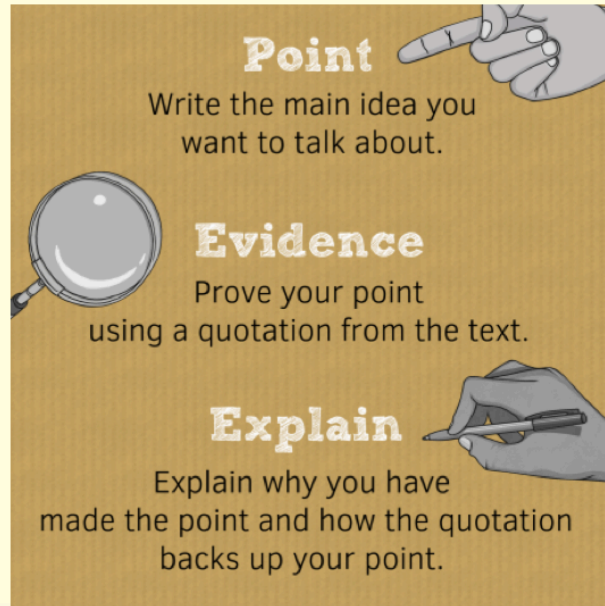 Point
Write the main idea you
want to talk about.
Evidence
Prove your point
using a quotation from the text.
Explain
Explain why you have
made the point and how the quotation
backs up your point.